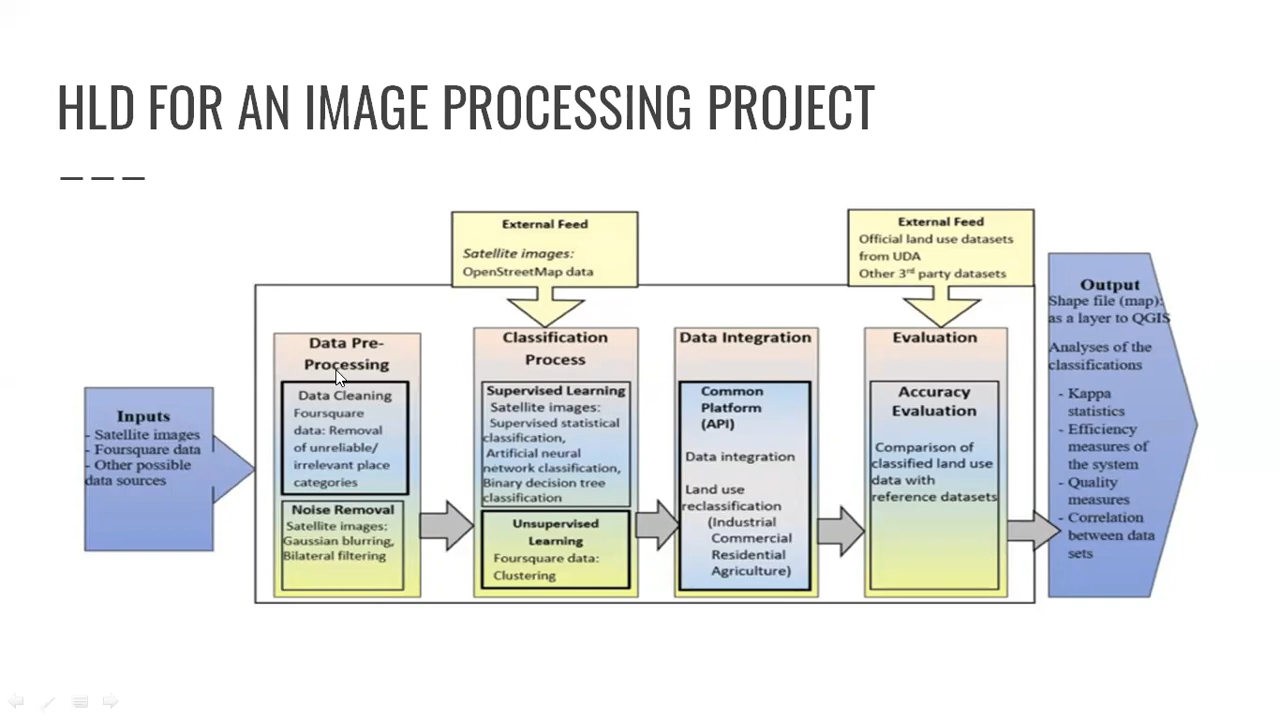 HLD FOR AN IMAGE PROCESSING PROJECT
External Feed
Satellite images:
OpenStreetMap data
External Feed
Official land use datasets
from UDA
Other 3rd party datasets
Inputs
- Satellite images
- Foursquare data
- Other possible
data sources
Data Pre-
Processing
Data Cleaning
Foursquare
data: Removal
of unreliable/
irrelevant place
categories
Noise Removal
Satellite images:
Gaussian blurring,
Bilateral filtering
Classification
Process
Supervised Learning
Satellite images:
Supervised statistical
classification,
Artificial neural
network classification,
Binary decision tree
classification
Unsupervised
Learning
Foursquare data:
Clustering
Data Integration
Common
Platform
(API)
Data integration
Land use
reclassification
(Industrial
Commercial
Residential
Agriculture)
Evaluation
Accuracy
Evaluation
Comparison of
classified land use
data with
reference datasets
Output
Shape file (map):
as a layer to QGIS
Analyses of the
classifications
- Kappa
statistics
- Efficiency
measures of
the system
- Quality
measures
- Correlation
between data
sets